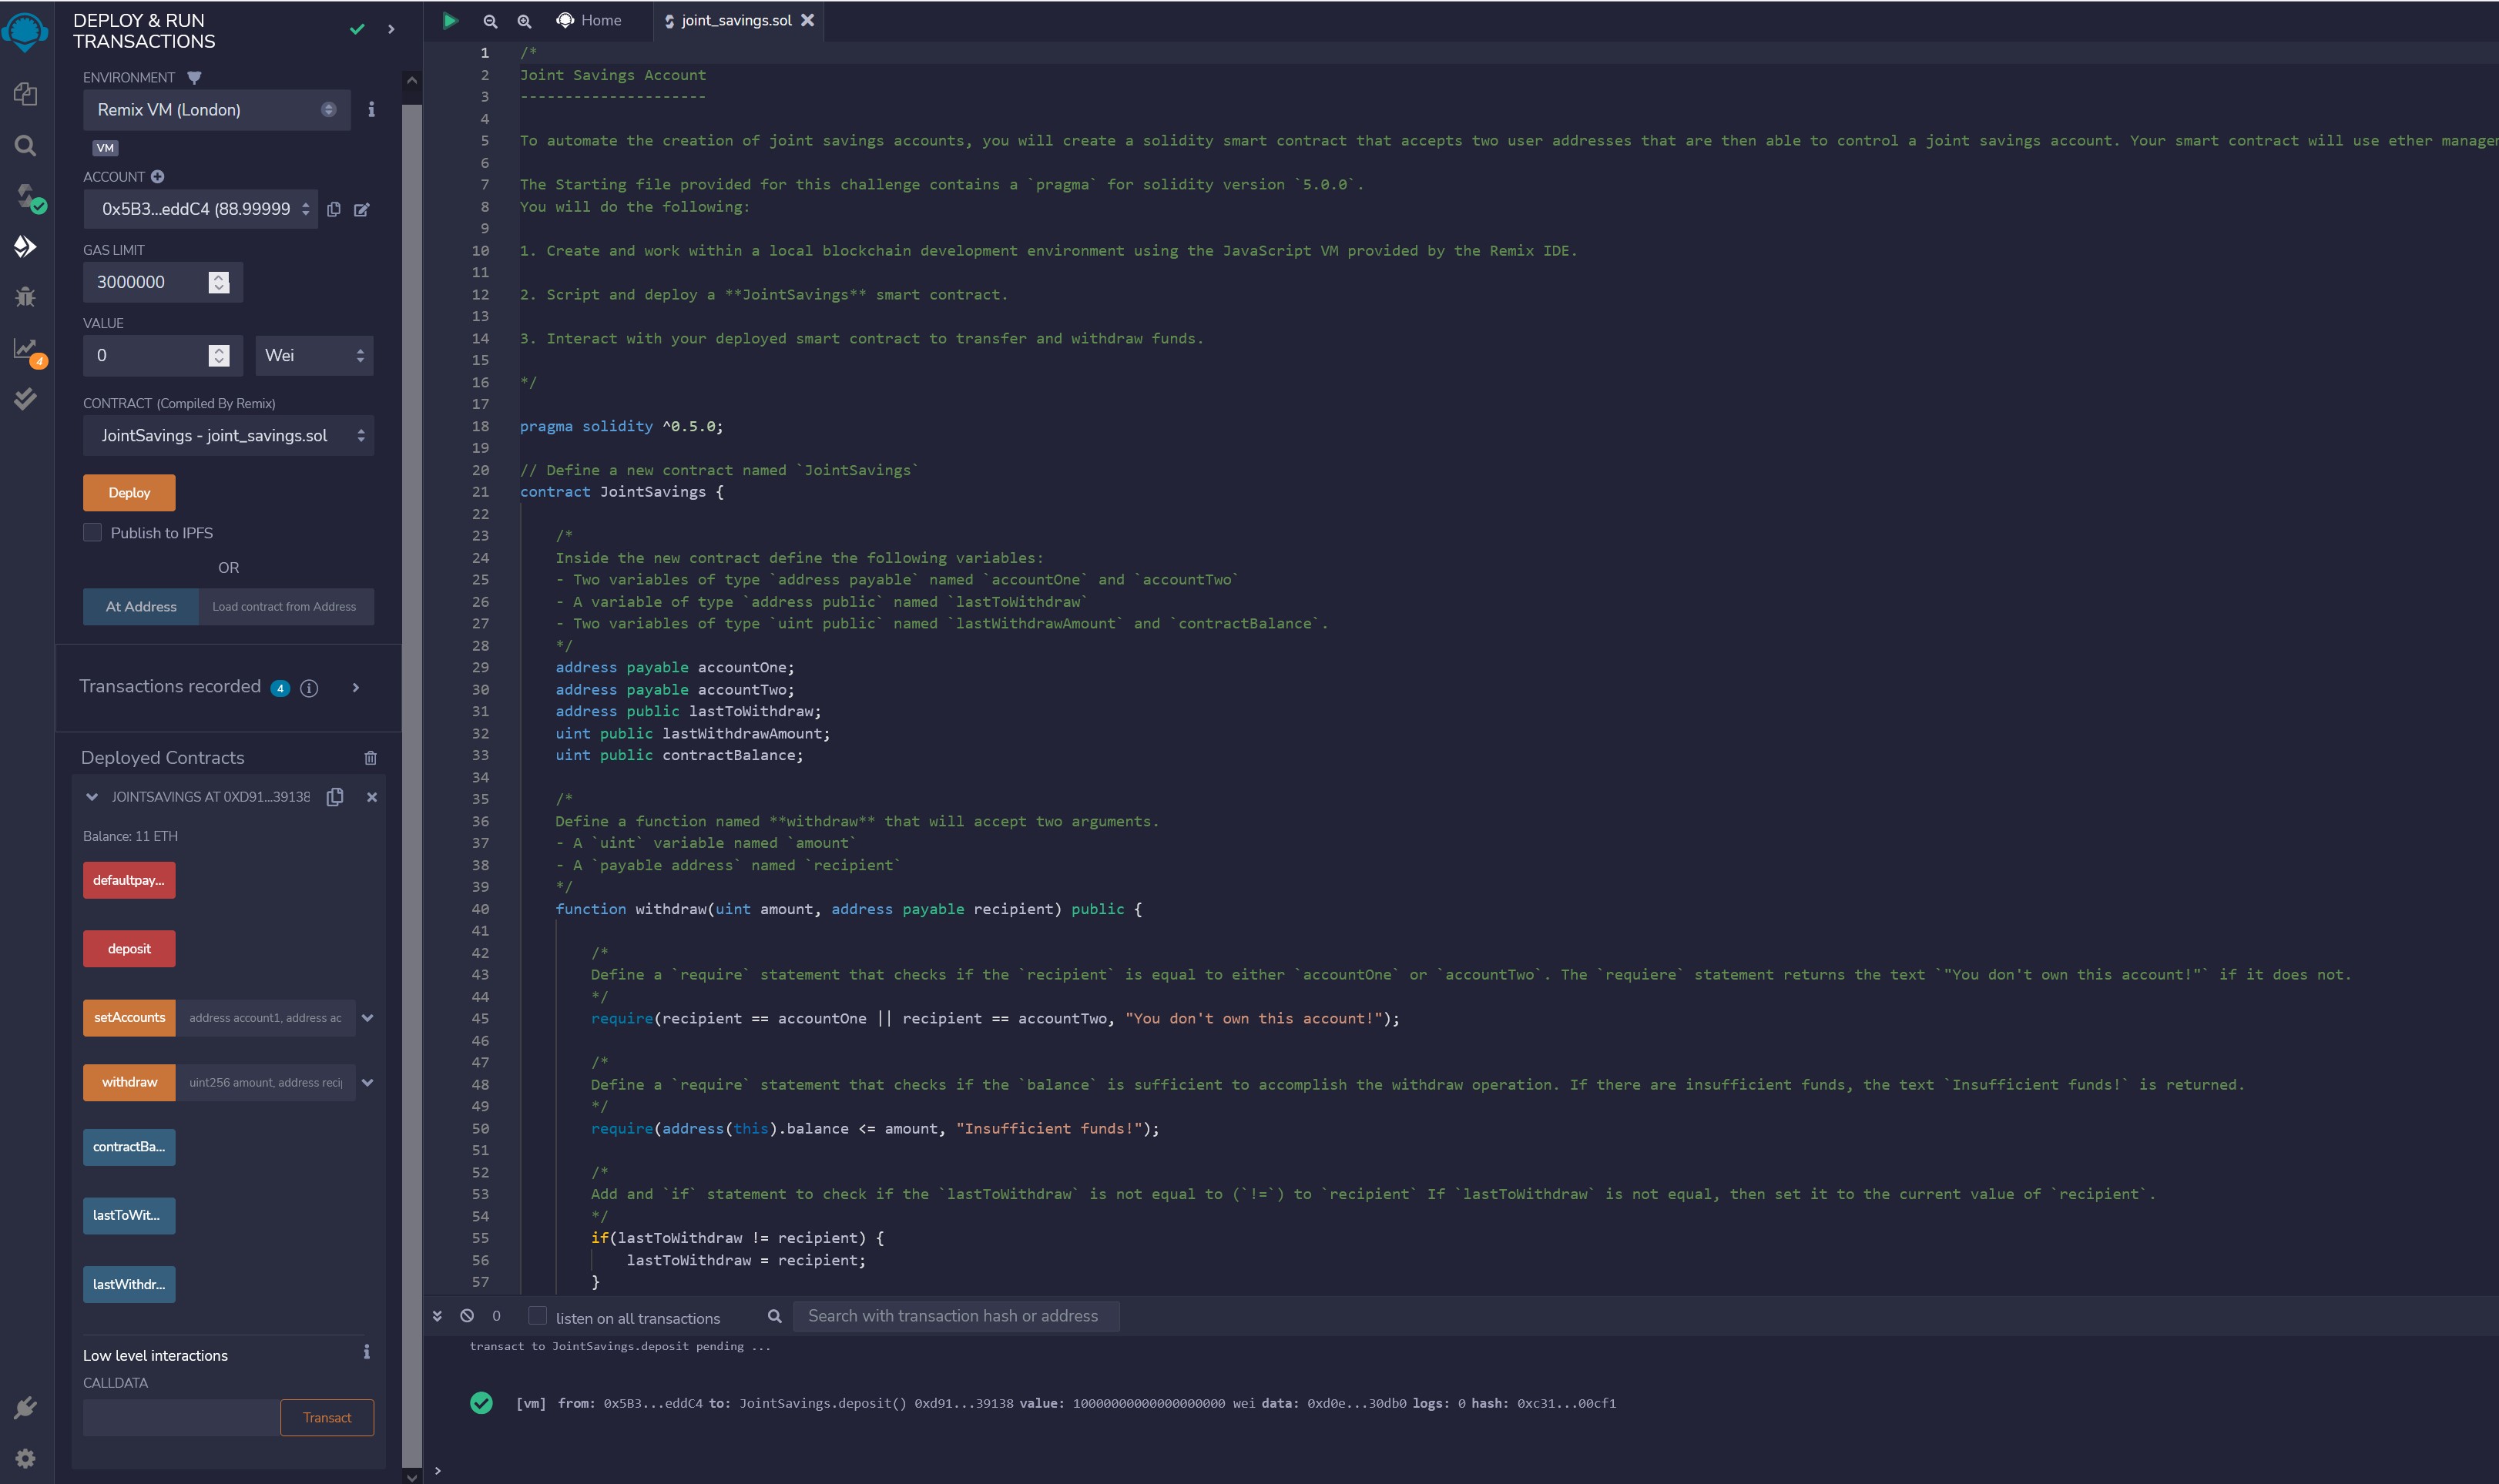 DEPLOY & RUN
TRANSACTIONS
ENVIRONMENT
Remix VM (London)
VM
ACCOUNT
0x5B3...eddC4 (88.99999
GAS LIMIT
3000000
VALUE
0
Wei
CONTRACT (Compiled By Remix)
JointSavings - joint_savings.sol
Deploy
Publish to IPFS
OR
At Address
Load contract from Address
Transactions recorded 4
Deployed Contracts
JOINTSAVINGS AT 0XD91...39138
Balance: 11 ETH
defaultpay...
deposit
setAccounts
address account1, address ac
withdraw
uint256 amount, address reci
contractBa...
lastToWit...
lastWithdr...
Low level interactions
CALLDATA
Transact
4
Home
joint_savings.sol
1 /*
2 Joint Savings Account
3 ---------------------
4
5 To automate the creation of joint savings accounts, you will create a solidity smart contract that accepts two user addresses that are then able to control a joint savings account. Your smart contract will use ether manager
6
7 The Starting file provided for this challenge contains a `pragma` for solidity version `5.0.0`.
8 You will do the following:
9
10 1. Create and work within a local blockchain development environment using the JavaScript VM provided by the Remix IDE.
11
12 2. Script and deploy a **JointSavings** smart contract.
13
14 3. Interact with your deployed smart contract to transfer and withdraw funds.
15
16 */
17
18 pragma solidity ^0.5.0;
19
20 // Define a new contract named `JointSavings`
21 contract JointSavings {
22
23 /*
24 Inside the new contract define the following variables:
25 - Two variables of type `address payable` named `accountOne` and `accountTwo`
26 - A variable of type `address public` named `lastToWithdraw`
27 - Two variables of type `uint public` named `lastWithdrawAmount` and `contractBalance`.
28 */
29 address payable accountOne;
30 address payable accountTwo;
31 address public lastToWithdraw;
32 uint public lastWithdrawAmount;
33 uint public contractBalance;
34
35 /*
36 Define a function named **withdraw** that will accept two arguments.
37 - A `uint` variable named `amount`
38 - A `payable address` named `recipient`
39 */
40 function withdraw(uint amount, address payable recipient) public {
41
42 /*
43 Define a `require` statement that checks if the `recipient` is equal to either `accountOne` or `accountTwo`. The `requiere` statement returns the text `"You don't own this account!"` if it does not.
44 */
45 require(recipient == accountOne || recipient == accountTwo, "You don't own this account!");
46
47 /*
48 Define a `require` statement that checks if the `balance` is sufficient to accomplish the withdraw operation. If there are insufficient funds, the text `Insufficient funds!` is returned.
49 */
50 require(address(this).balance <= amount, "Insufficient funds!");
51
52 /*
53 Add and `if` statement to check if the `lastToWithdraw` is not equal to (`!=`) to `recipient` If `lastToWithdraw` is not equal, then set it to the current value of `recipient`.
54 */
55 if(lastToWithdraw != recipient) {
56 lastToWithdraw = recipient;
57 }
0
listen on all transactions
Search with transaction hash or address
transact to JointSavings.deposit pending ...
[vm] from: 0x5B3...eddC4 to: JointSavings.deposit() 0xd91...39138 value: 10000000000000000000 wei data: 0xd0e...30db0 logs: 0 hash: 0xc31...00cf1
>